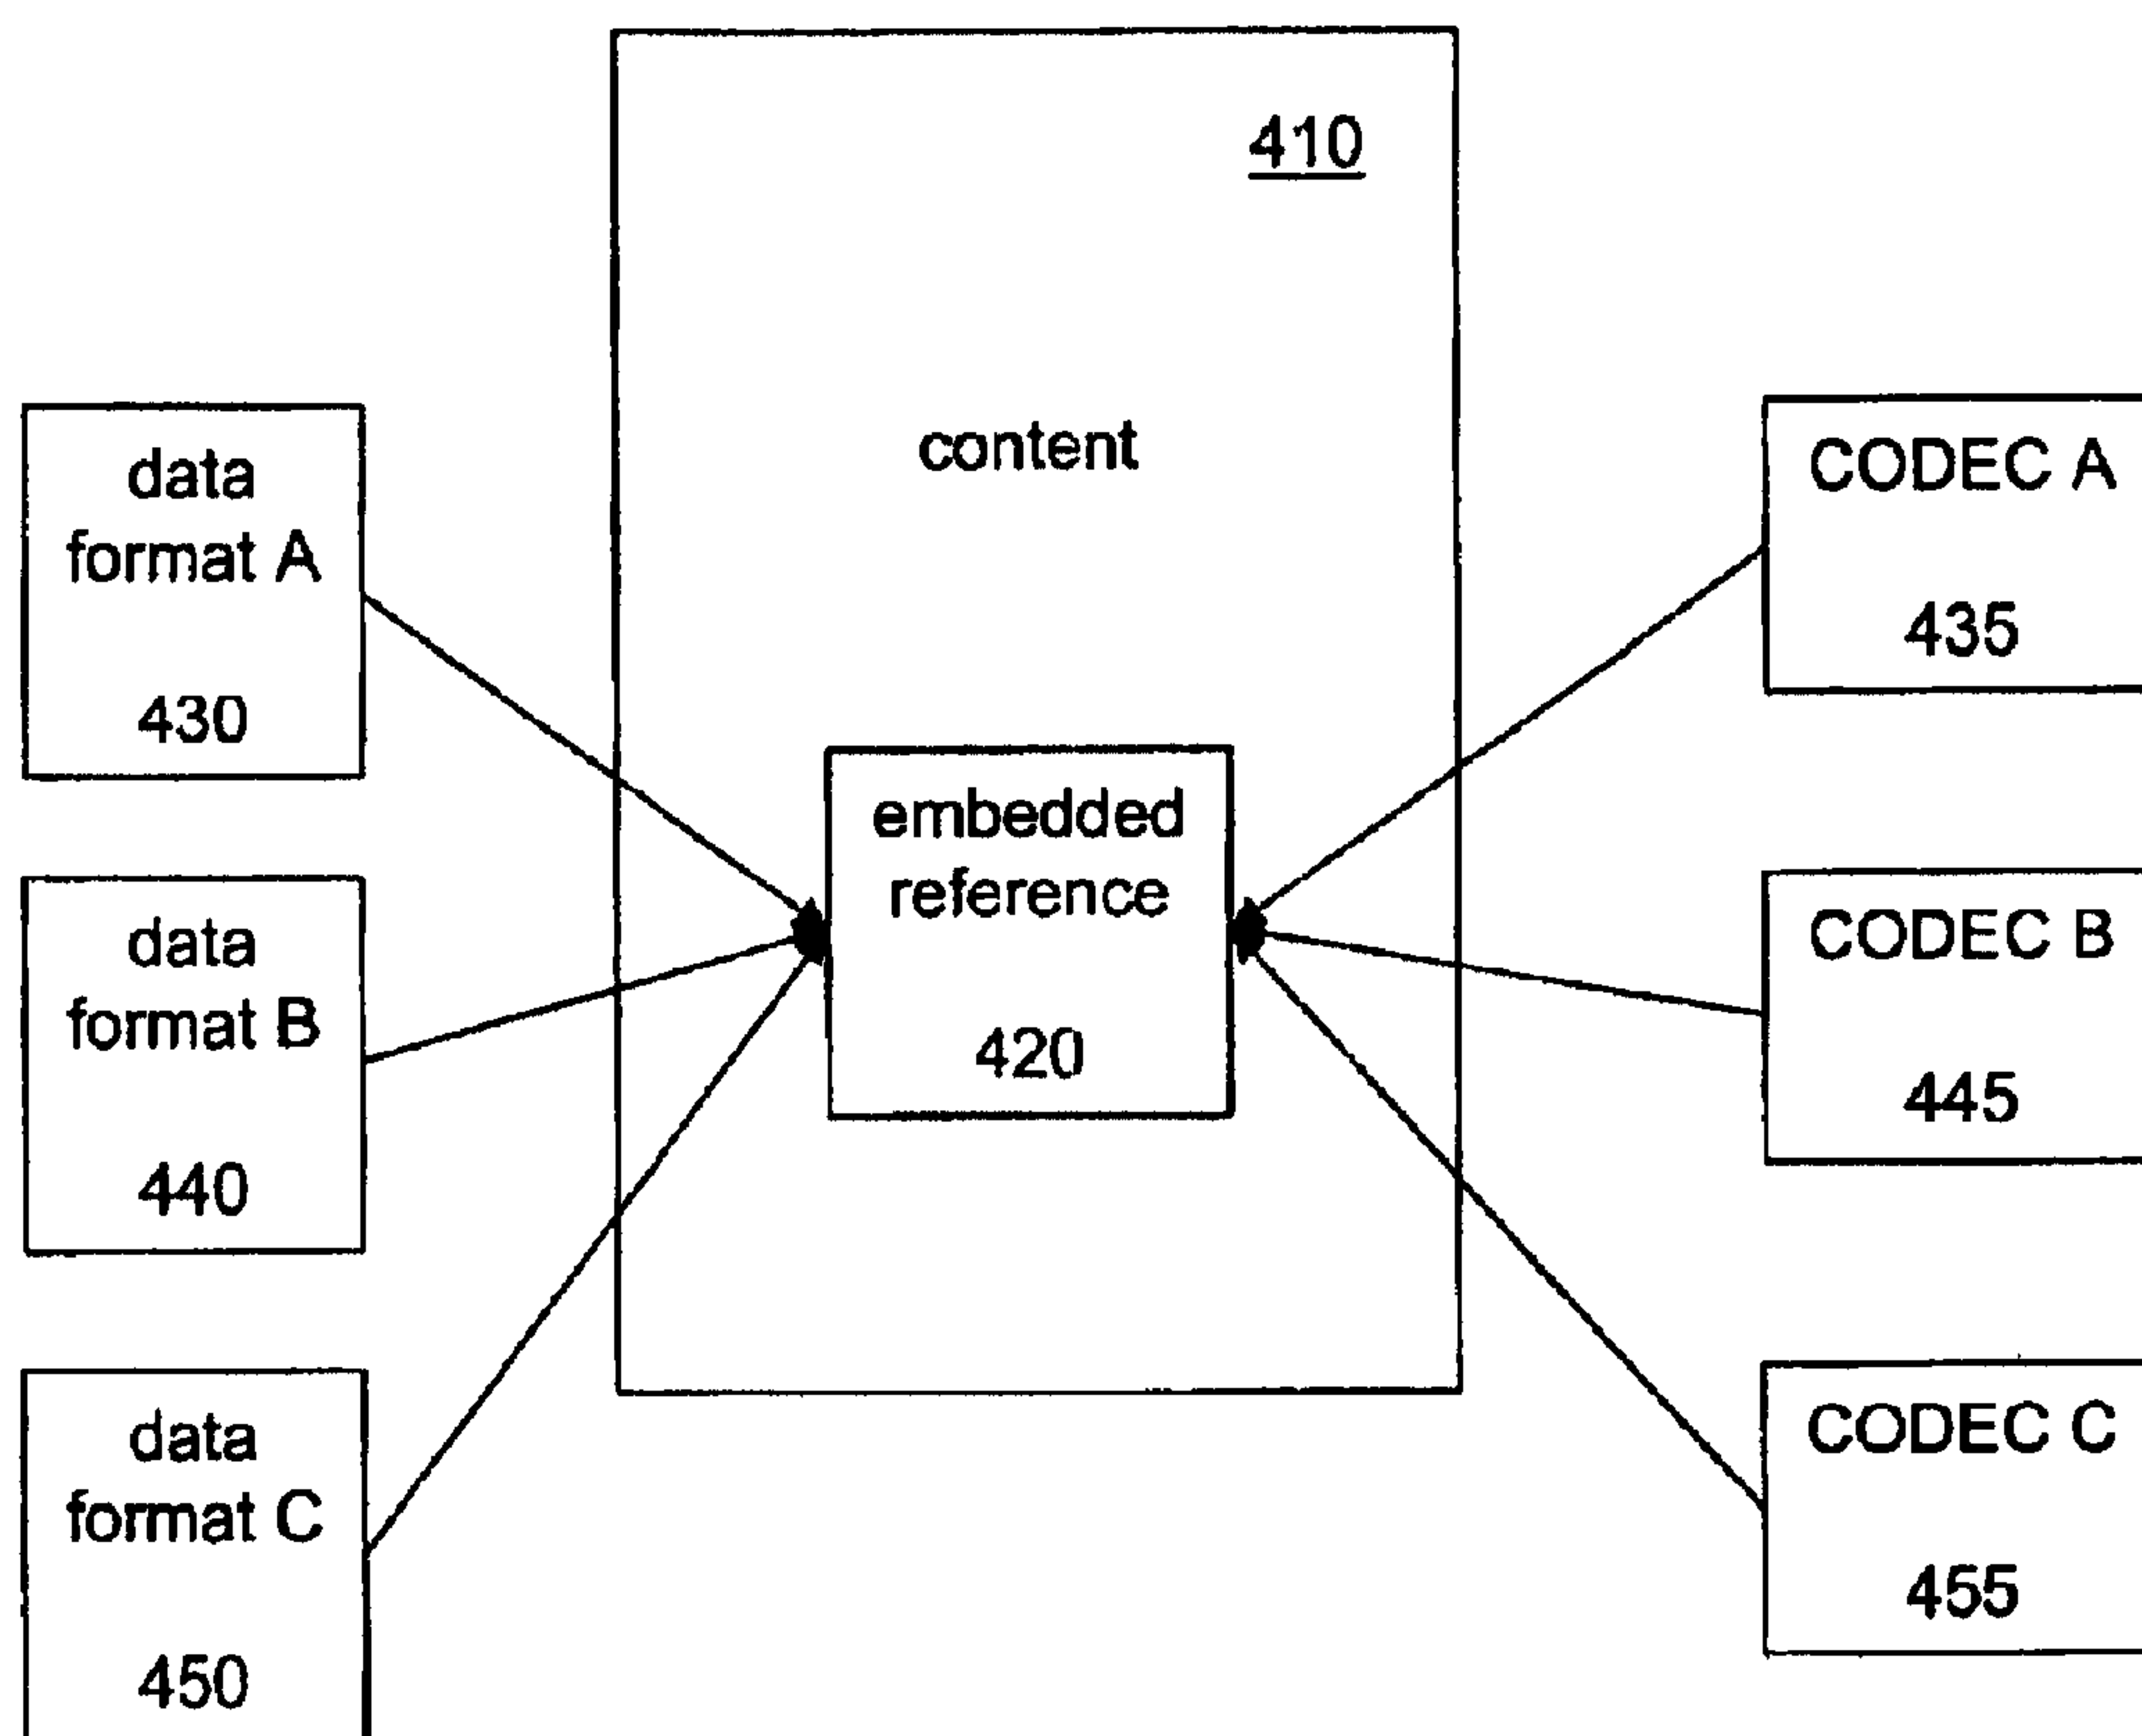 410
content
data
format A
430
embedded
reference
420
CODEC A
435
data
format B
440
CODEC B
445
data
format C
450
CODEC C
455